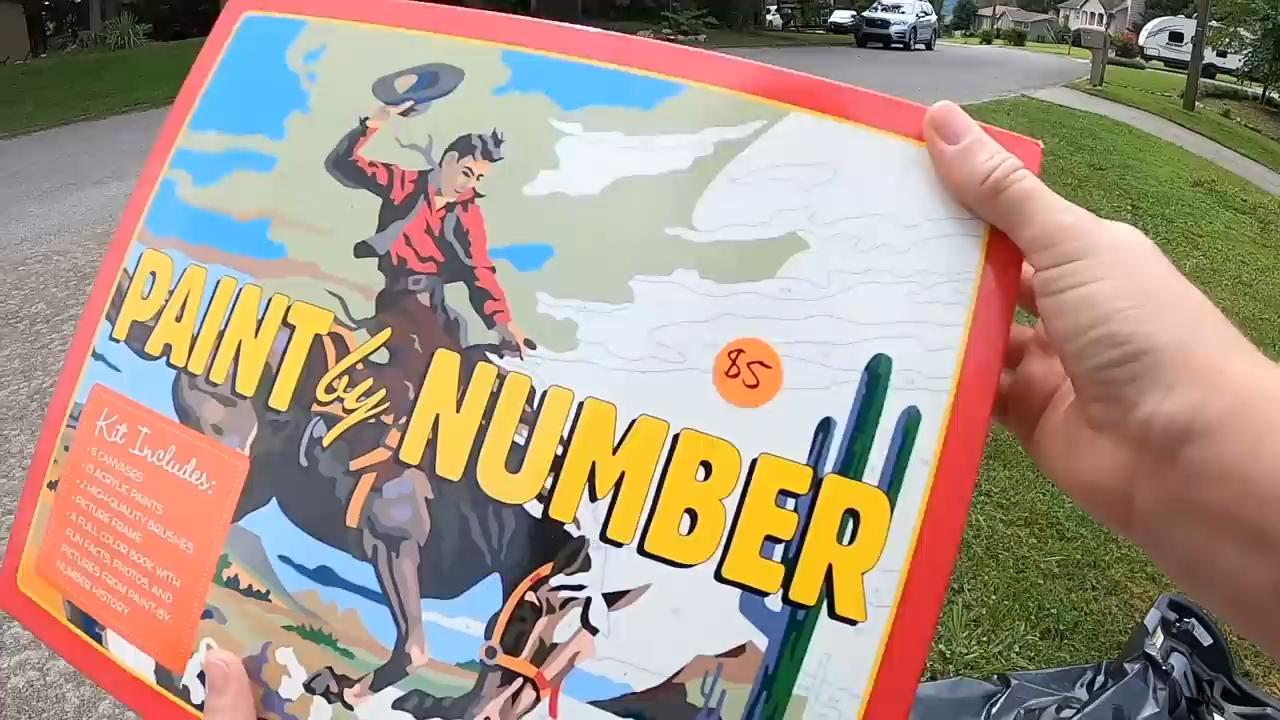 PAINT by NUMBER
85
Kit Includes:
• 6 CANVASES
• 13 ACRYLIC PAINTS
• 2 HIGH-QUALITY BRUSHES
• PICTURE FRAME
• A FULL COLOR BOOK WITH
FUN FACTS, PHOTOS, AND
PICTURES FROM PAINT-BY
NUMBER HISTORY